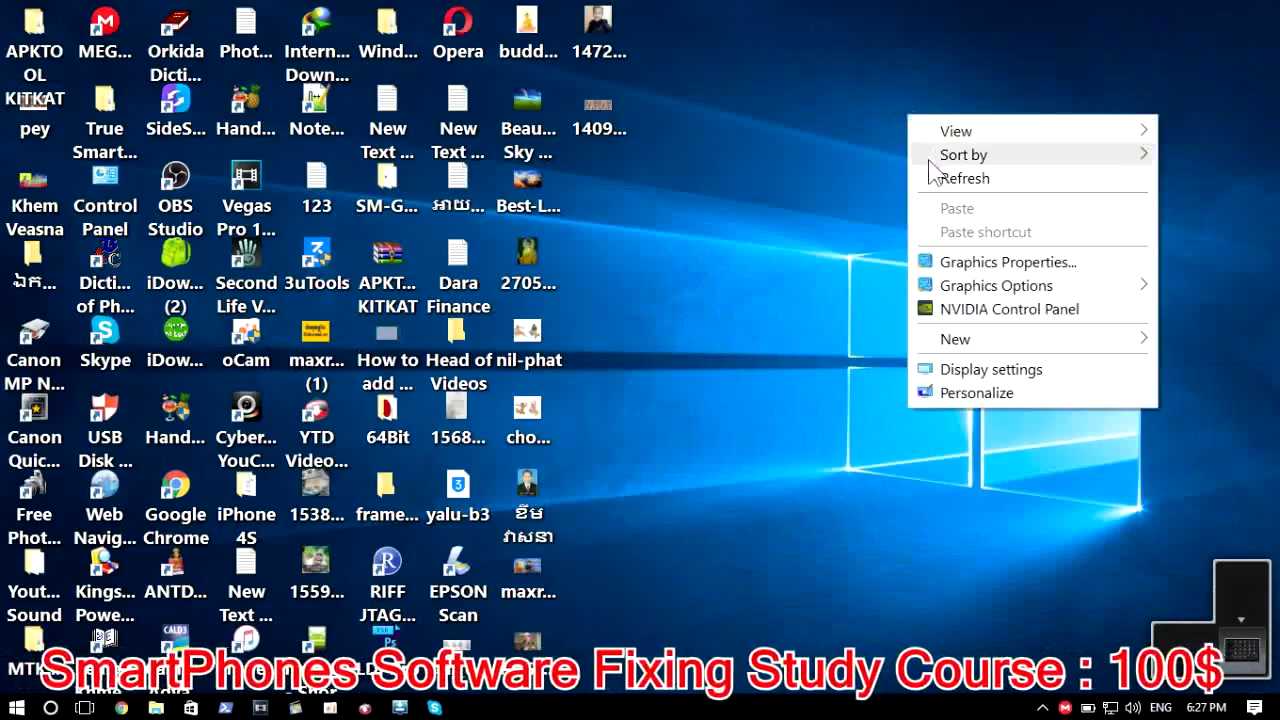 APKTO
OL
KITKAT
MEG...
Orkida
Dicti...
Phot...
Intern...
Down...
Wind...
Opera
budd...
1472...
pey
True
Smart...
SideS...
Hand...
Note...
New
Text ...
New
Text ...
Beau...
Sky ...
1409...
Khem
Veasna
Control
Panel
OBS
Studio
Vegas
Pro 1...
123
SM-G...
អាយ...
Best-L...
ឯក...
Dicti...
of Ph...
iDow...
(2)
Second
Life V...
3uTools
APKT...
KITKAT
Dara
Finance
2705...
Canon
MP N...
Skype
iDow...
oCam
maxr...
(1)
How to
add ...
Head of
Videos
nil-phat
Canon
Quic...
USB
Disk ...
Hand...
Cyber...
YouC...
YTD
Video...
64Bit
1568...
cho...
Free
Phot...
Web
Navig...
Google
Chrome
iPhone
4S
1538...
frame...
yalu-b3
ខឹម
វាសនា
Yout...
Sound
Kings...
Powe...
ANTD...
New
Text ...
1559...
RIFF
JTAG...
EPSON
Scan
maxr...
View
Sort by
Refresh
Paste
Paste shortcut
Graphics Properties...
Graphics Options
NVIDIA Control Panel
New
Display settings
Personalize
SmartPhones Software Fixing Study Course : 100$
ENG
6:27 PM